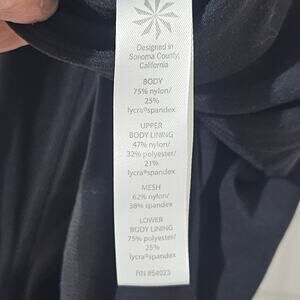 Designed in
Sonoma County,
California
BODY
75% nylon/
25%
lycra®spandex
UPPER
BODY LINING
47% nylon/
32% polyester/
21%
lycra®spandex
MESH
62% nylon/
38% spandex
LOWER
BODY LINING
75% polyester/
25%
lycra®spandex
RN #54023